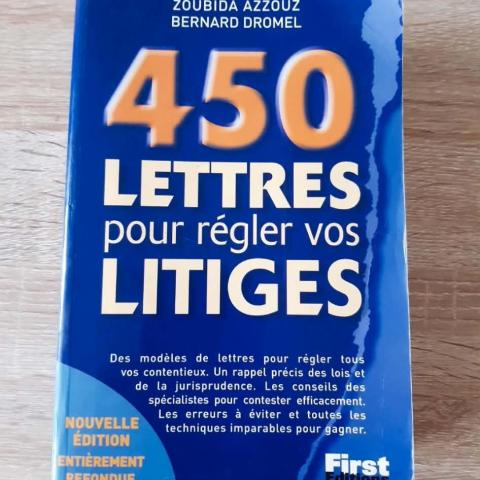 ZOUBIDA AZZOUZ
BERNARD DROMEL
450
LETTRES
pour régler vos
LITIGES
Des modèles de lettres pour régler tous
vos contentieux. Un rappel précis des lois et
de la jurisprudence. Les conseils des
spécialistes pour contester efficacement.
Les erreurs à éviter et toutes les
techniques imparables pour gagner.
NOUVELLE
ÉDITION
ENTIÈREMENT
REFONDUE
First
Editions